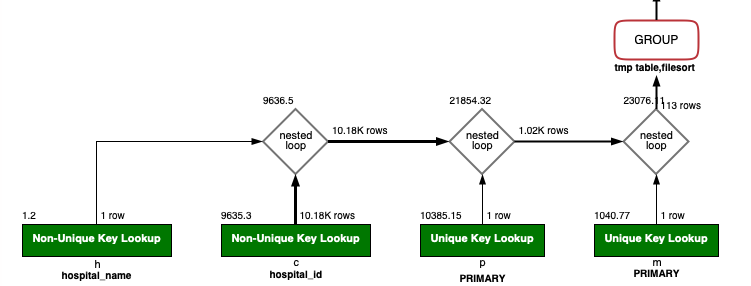 GROUP
tmp table,filesort
9636.5
21854.32
23076.11
113 rows
nested
loop
10.18K rows
nested
loop
1.02K rows
nested
loop
1.2
1 row
9635.3
10.18K rows
10385.15
1 row
1040.77
1 row
Non-Unique Key Lookup
Non-Unique Key Lookup
Unique Key Lookup
Unique Key Lookup
h
hospital_name
c
hospital_id
p
PRIMARY
m
PRIMARY